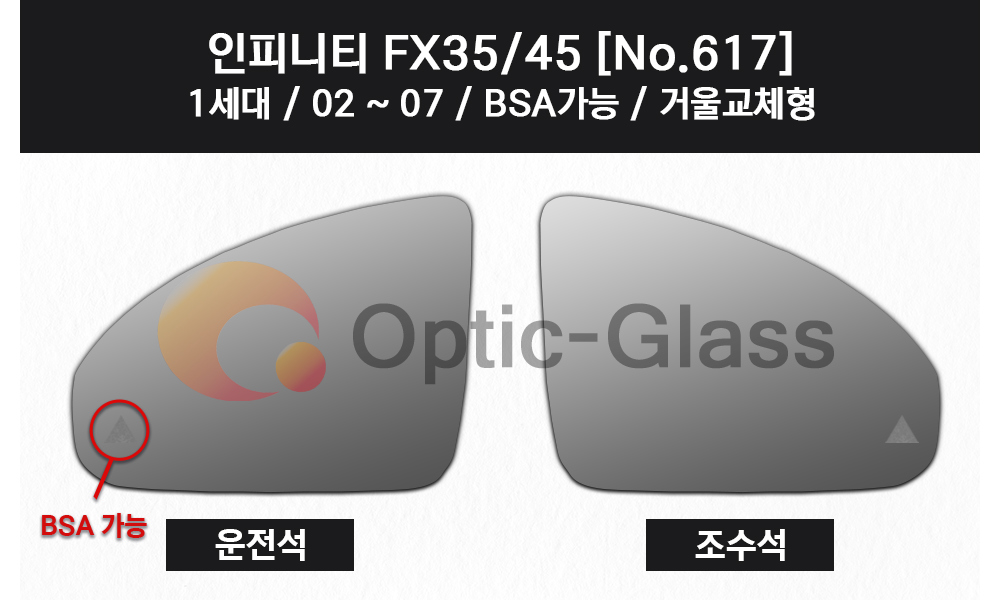 인피니티 FX35/45 [No.617]
1세대 / 02 ~ 07 / BSA가능 / 거울교체형
Optic-Glass
BSA 가능
운전석
조수석